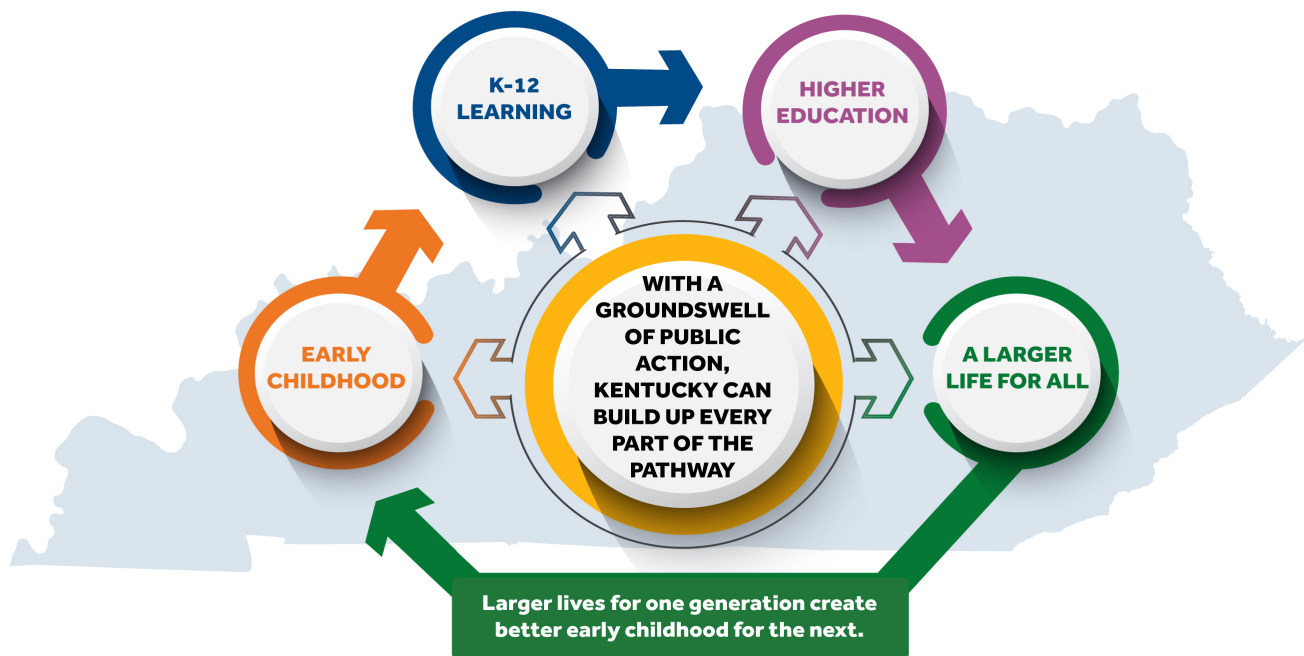 K-12
LEARNING
HIGHER
EDUCATION
EARLY
CHILDHOOD
WITH A
GROUNDSWELL
OF PUBLIC
ACTION,
KENTUCKY CAN
BUILD UP EVERY
PART OF THE
PATHWAY
A LARGER
LIFE FOR ALL
Larger lives for one generation create
better early childhood for the next.